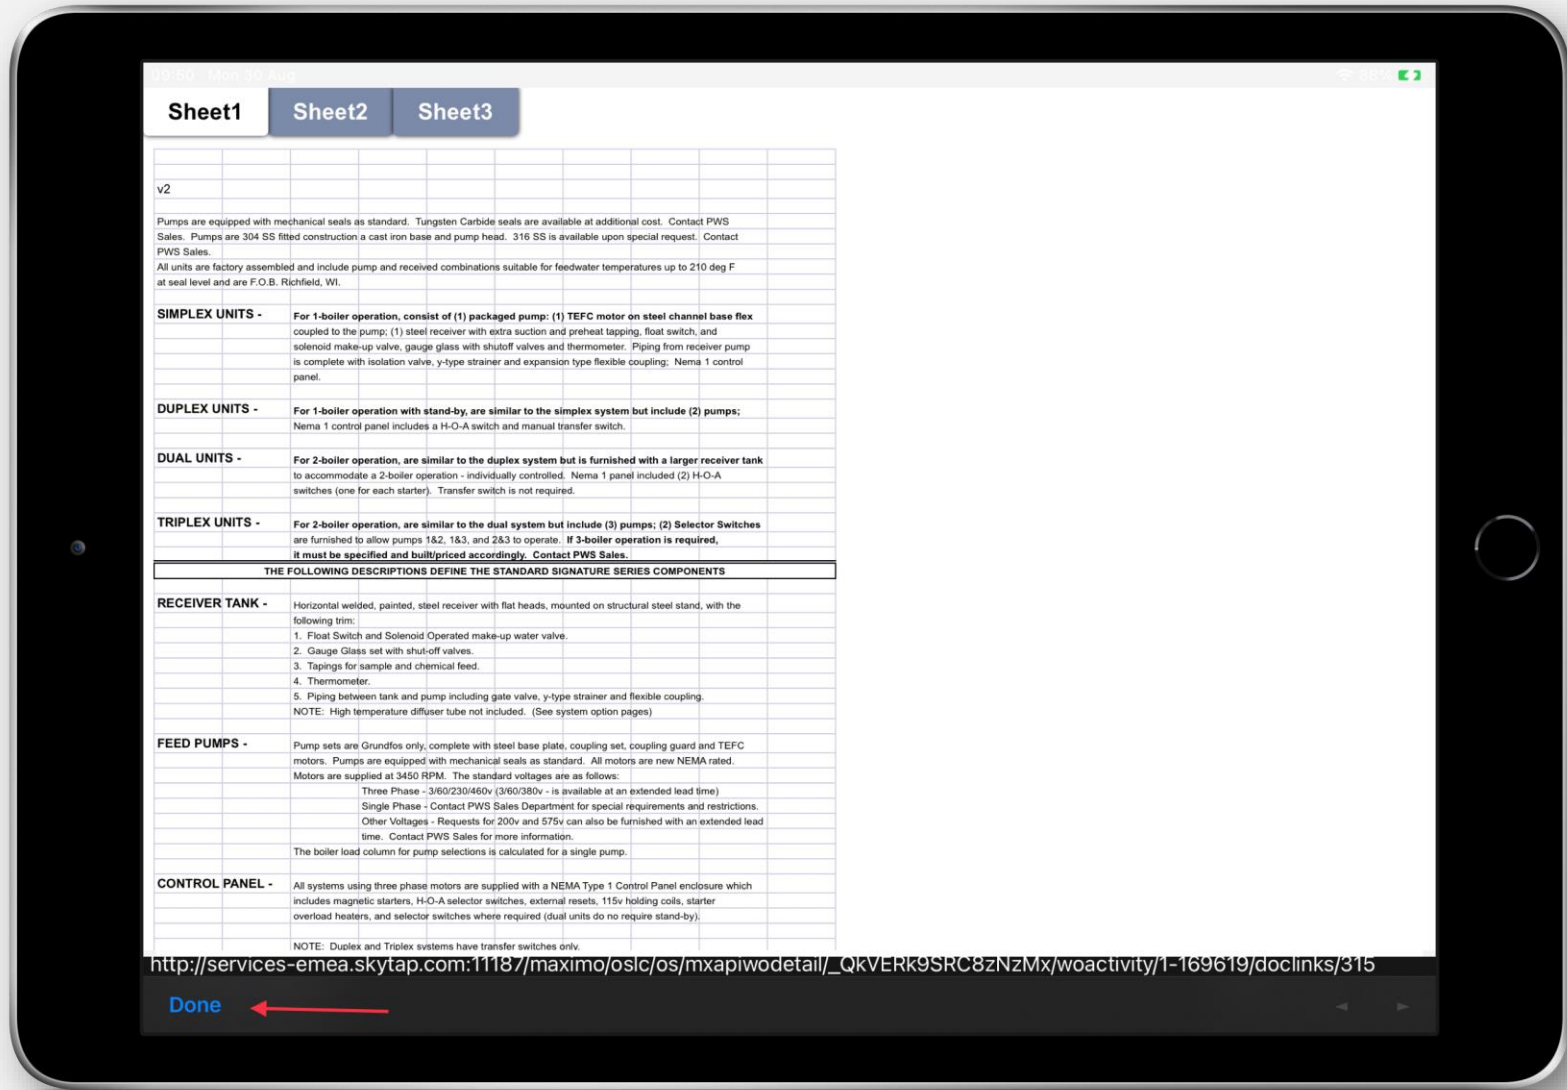 09:50 Mon 30 Aug
Sheet1 Sheet2 Sheet3
v2
Pumps are equipped with mechanical seals as standard. Tungsten Carbide seals are available at additional cost. Contact PWS
Sales. Pumps are 304 SS fitted construction a cast iron base and pump head. 316 SS is available upon special request. Contact
PWS Sales.
All units are factory assembled and include pump and received combinations suitable for feedwater temperatures up to 210 deg F
at seal level and are F.O.B. Richfield, WI.
SIMPLEX UNITS - For 1-boiler operation, consist of (1) packaged pump: (1) TEFC motor on steel channel base flex
coupled to the pump; (1) steel receiver with extra suction and preheat tapping, float switch, and
solenoid make-up valve, gauge glass with shutoff valves and thermometer. Piping from receiver pump
is complete with isolation valve, y-type strainer and expansion type flexible coupling; Nema 1 control
panel.
DUPLEX UNITS - For 1-boiler operation with stand-by, are similar to the simplex system but include (2) pumps;
Nema 1 control panel includes a H-O-A switch and manual transfer switch.
DUAL UNITS - For 2-boiler operation, are similar to the duplex system but is furnished with a larger receiver tank
to accommodate a 2-boiler operation - individually controlled. Nema 1 panel included (2) H-O-A
switches (one for each starter). Transfer switch is not required.
TRIPLEX UNITS - For 2-boiler operation, are similar to the dual system but include (3) pumps; (2) Selector Switches
are furnished to allow pumps 1&2, 1&3, and 2&3 to operate. If 3-boiler operation is required,
it must be specified and built/priced accordingly. Contact PWS Sales.
THE FOLLOWING DESCRIPTIONS DEFINE THE STANDARD SIGNATURE SERIES COMPONENTS
RECEIVER TANK - Horizontal welded, painted, steel receiver with flat heads, mounted on structural steel stand, with the
following trim:
1. Float Switch and Solenoid Operated make-up water valve.
2. Gauge Glass set with shut-off valves.
3. Tapings for sample and chemical feed.
4. Thermometer.
5. Piping between tank and pump including gate valve, y-type strainer and flexible coupling.
NOTE: High temperature diffuser tube not included. (See system option pages)
FEED PUMPS - Pump sets are Grundfos only, complete with steel base plate, coupling set, coupling guard and TEFC
motors. Pumps are equipped with mechanical seals as standard. All motors are new NEMA rated.
Motors are supplied at 3450 RPM. The standard voltages are as follows:
Three Phase - 3/60/230/460v (3/60/380v - is available at an extended lead time)
Single Phase - Contact PWS Sales Department for special requirements and restrictions.
Other Voltages - Requests for 200v and 575v can also be furnished with an extended lead
time. Contact PWS Sales for more information.
The boiler load column for pump selections is calculated for a single pump.
CONTROL PANEL - All systems using three phase motors are supplied with a NEMA Type 1 Control Panel enclosure which
includes magnetic starters, H-O-A selector switches, external resets, 115v holding coils, starter
overload heaters, and selector switches where required (dual units do no require stand-by).
NOTE: Duplex and Triplex systems have transfer switches only.
http://services-emea.skytap.com:11187/maximo/oslc/os/mxapiwodetail/_QkVERk9SRC8zNzMx/woactivity/1-169619/doclinks/315
Done